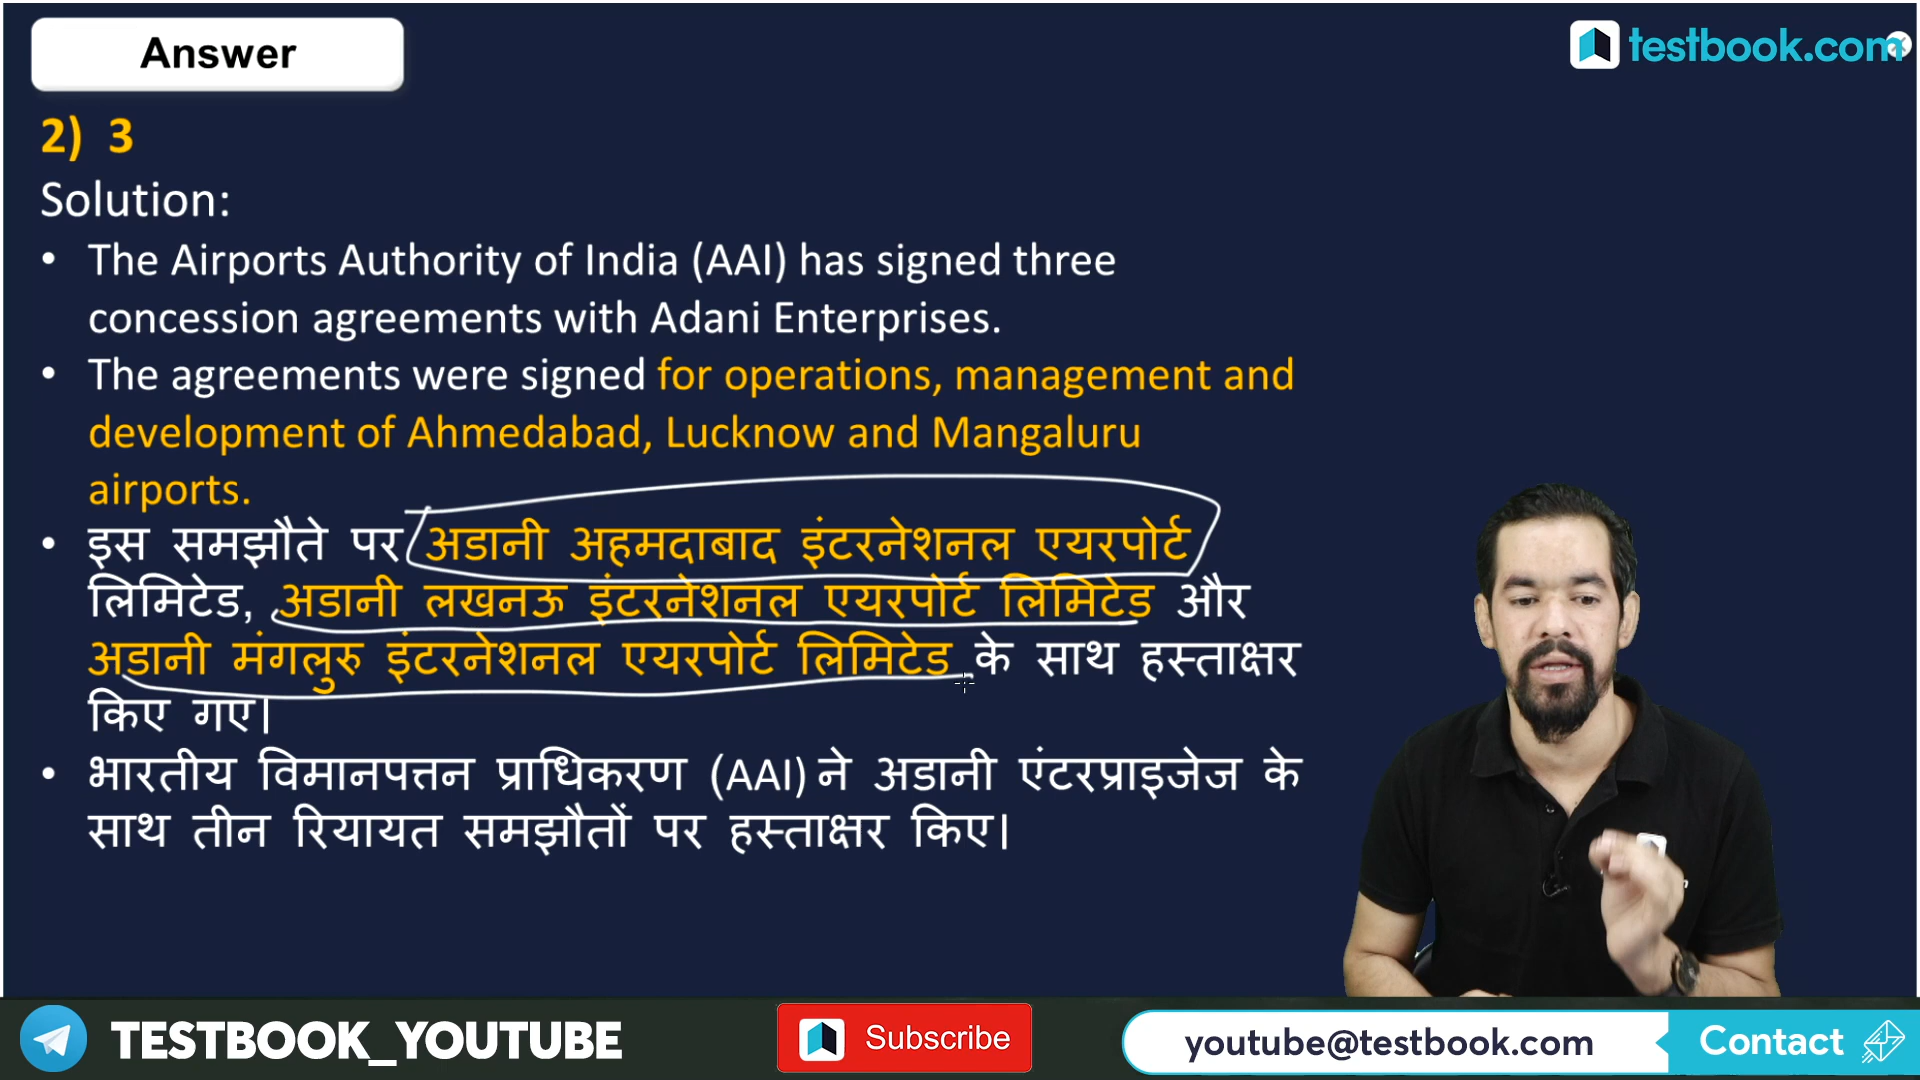 Answer
testbook.com
2) 3
Solution:
• The Airports Authority of India (AAI) has signed three
concession agreements with Adani Enterprises.
• The agreements were signed for operations, management and
development of Ahmedabad, Lucknow and Mangaluru
airports.
• इस समझौते पर अडानी अहमदाबाद इंटरनेशनल एयरपोर्ट
लिमिटेड, अडानी लखनऊ इंटरनेशनल एयरपोर्ट लिमिटेड और
अडानी मंगलुरु इंटरनेशनल एयरपोर्ट लिमिटेड के साथ हस्ताक्षर
किए गए।
• भारतीय विमानपत्तन प्राधिकरण (AAI) ने अडानी एंटरप्राइजेज के
साथ तीन रियायत समझौतों पर हस्ताक्षर किए।
TESTBOOK_YOUTUBE
Subscribe
youtube@testbook.com
Contact